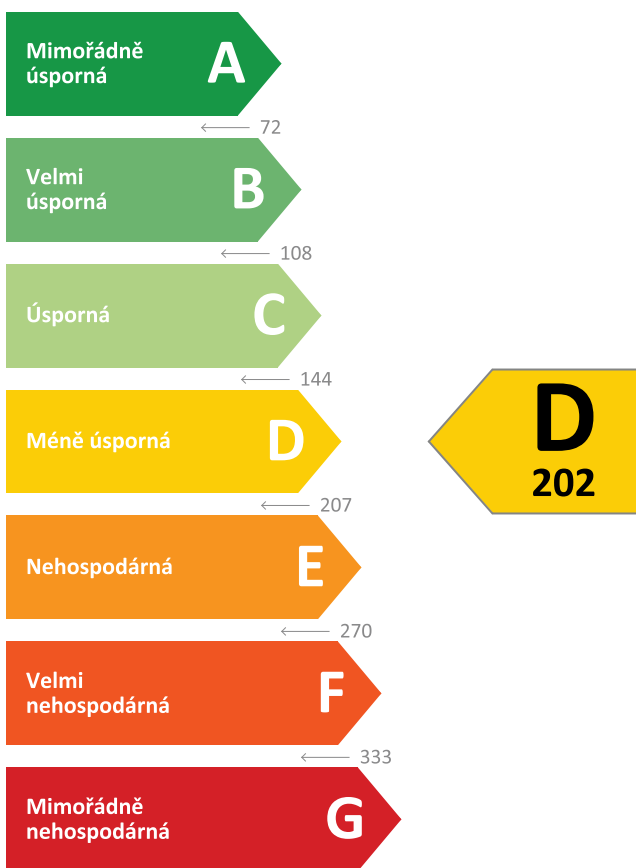 Mimořádně
úsporná
A
72
Velmi
úsporná
B
108
Úsporná
C
144
Méně úsporná
D
207
D
202
Nehospodárná
E
270
Velmi
nehospodárná
F
333
Mimořádně
nehospodárná
G